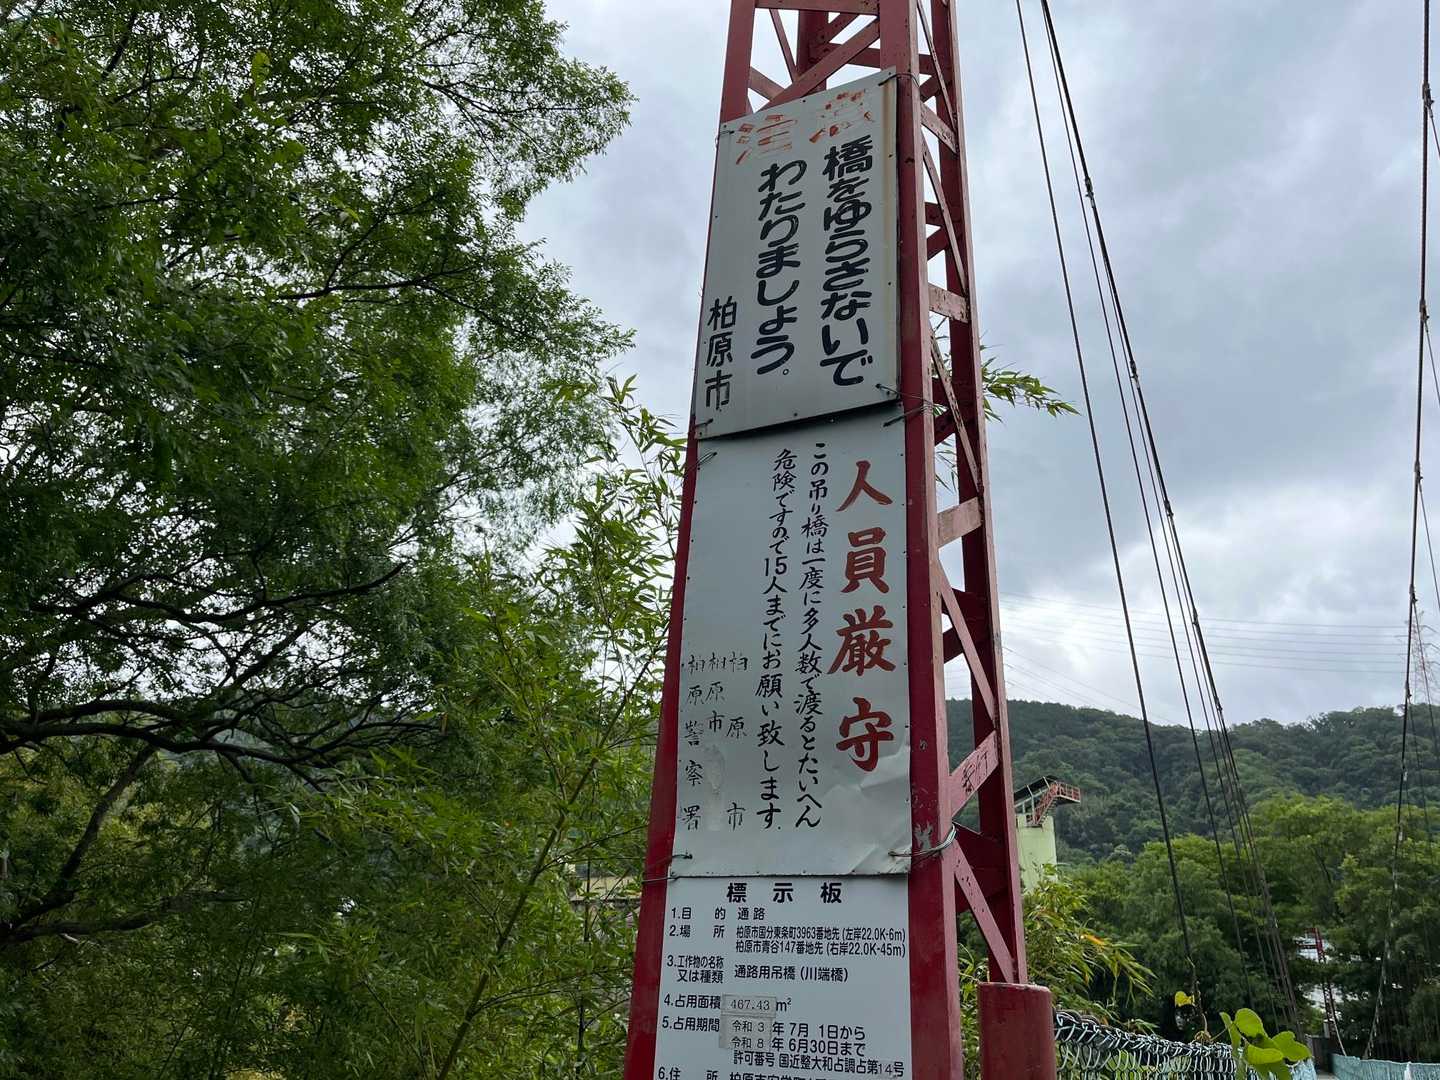 注意
橋をゆらさないで
わたりましょう。
柏原市
人員厳守
この吊り橋は一度に多人数で渡るとたいへん
危険ですので15人までにお願い致します.
柏原市
柏原市
柏原警察署
標示板
1.目的 通路
2.場所 柏原市国分東条町3963番地先(左岸22.0K-6m)
柏原市青谷147番地先(右岸22.0K-45m)
3.工作物の名称
又は種類 通路用吊橋(川端橋)
4.占用面積 467.43m²
5.占用期間 令和3年7月1日から
令和8年6月30日まで
許可番号 国近整大和占調占第14号
6.住所